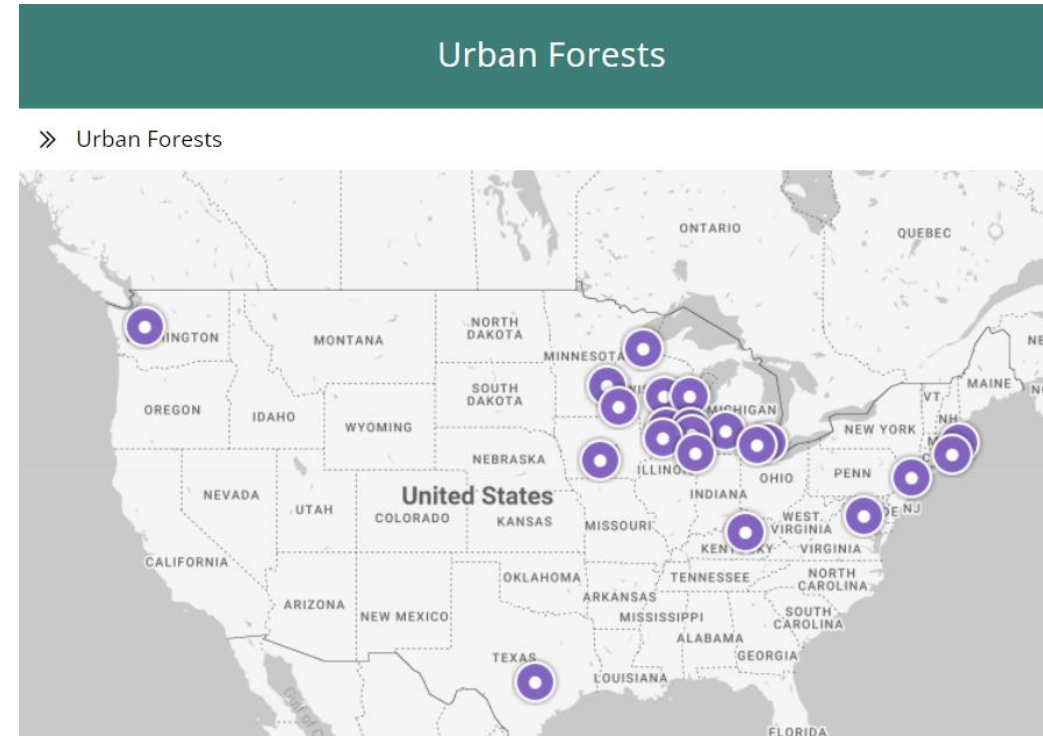 Urban Forests
Urban Forests
ONTARIO
QUEBEC
NORTH
DAKOTA
MONTANA
MINNESOTA
SOUTH
DAKOTA
MICHIGAN
MAINE
VT
NH
OREGON
IDAHO
WYOMING
NEW YORK
NEBRASKA
OHIO
PENN
NEVADA
UTAH
United States
COLORADO
KANSAS
INDIANA
MISSOURI
WEST
VIRGINIA
NJ
VIRGINIA
CALIFORNIA
OKLAHOMA
TENNESSEE
NORTH
CAROLINA
ARKANSAS
ARIZONA
NEW MEXICO
MISSISSIPPI
SOUTH
CAROLINA
ALABAMA
GEORGIA
TEXAS
LOUISIANA
FLORIDA